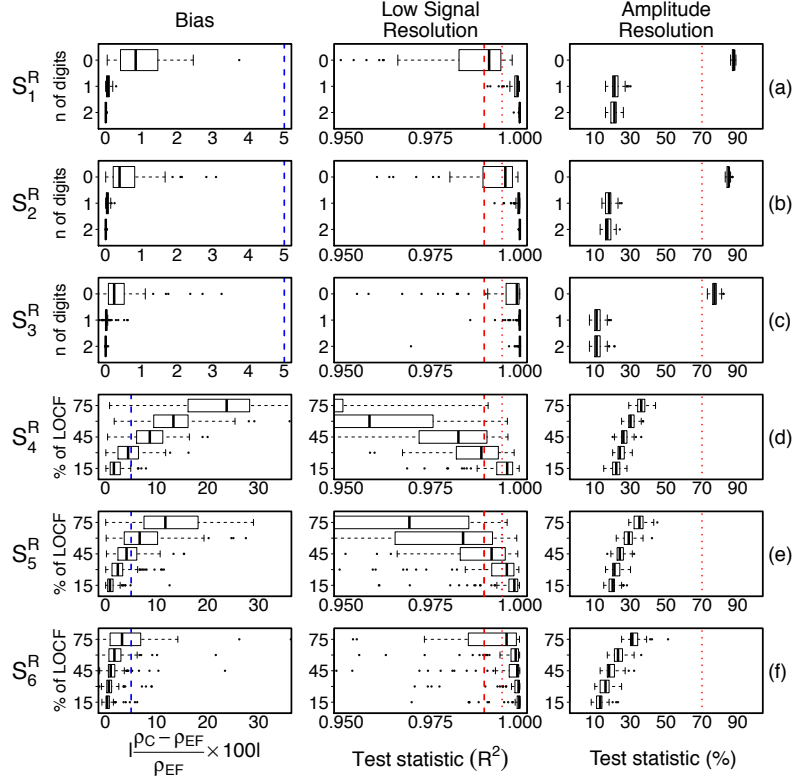 Bias
Low Signal
Resolution
Amplitude
Resolution
S₁ᴿ
n of digits
0
1
2
0 1 2 3 4 5
0.950 0.975 1.000
10 30 50 70 90
(a)
S₂ᴿ
n of digits
0
1
2
0 1 2 3 4 5
0.950 0.975 1.000
10 30 50 70 90
(b)
S₃ᴿ
n of digits
0
1
2
0 1 2 3 4 5
0.950 0.975 1.000
10 30 50 70 90
(c)
S₄ᴿ
% of LOCF
75
45
15
0 10 20 30
0.950 0.975 1.000
10 30 50 70 90
(d)
S₅ᴿ
% of LOCF
75
45
15
0 10 20 30
0.950 0.975 1.000
10 30 50 70 90
(e)
S₆ᴿ
% of LOCF
75
45
15
0 10 20 30
0.950 0.975 1.000
10 30 50 70 90
(f)
|(ρC − ρEF)/ρEF × 100|
Test statistic (R²)
Test statistic (%)